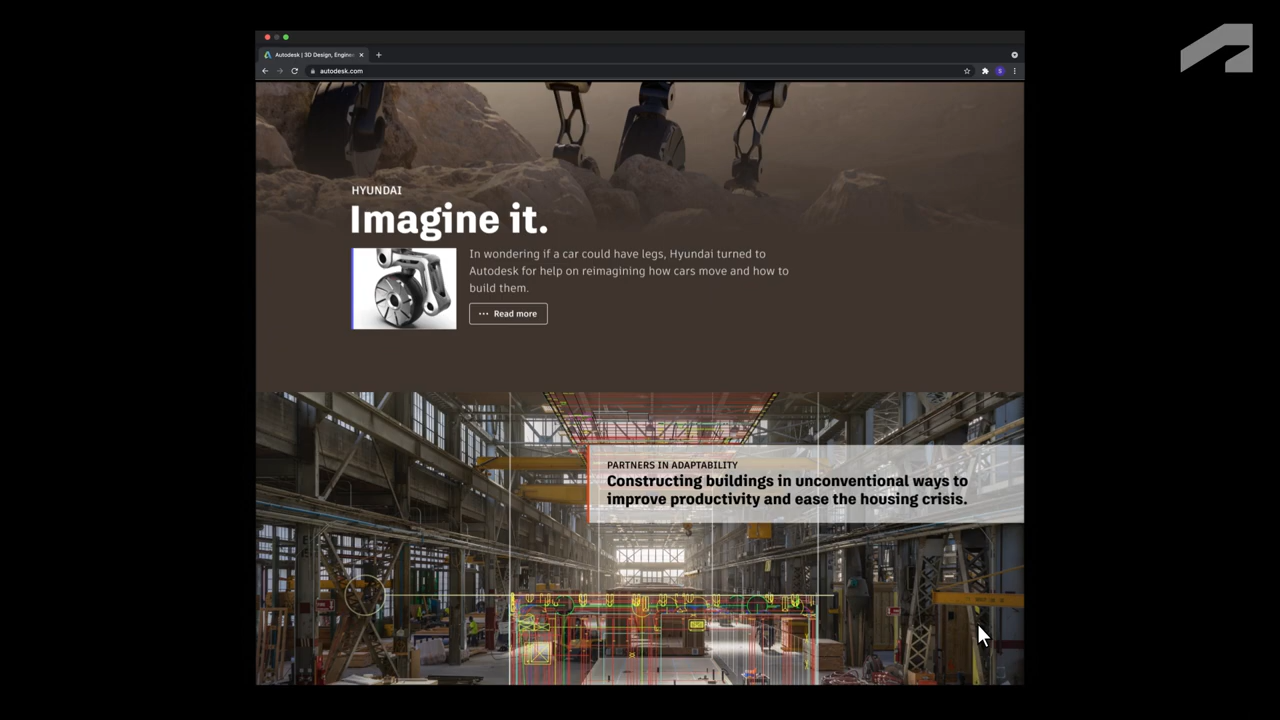 Autodesk | 3D Design, Engine
autodesk.com
S
HYUNDAI
Imagine it.
In wondering if a car could have legs, Hyundai turned to
Autodesk for help on reimagining how cars move and how to
build them.
Read more
PARTNERS IN ADAPTABILITY
Constructing buildings in unconventional ways to
improve productivity and ease the housing crisis.